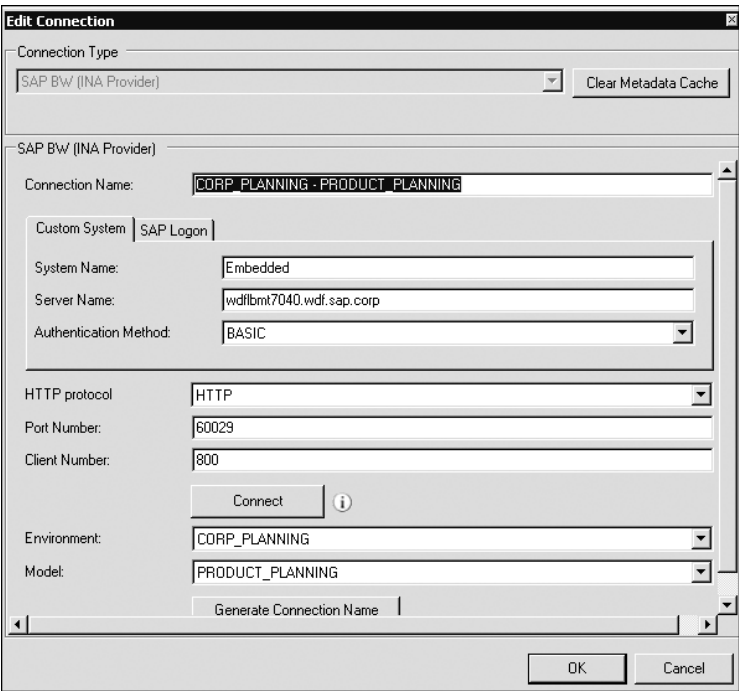 Edit Connection
Connection Type
SAP BW (INA Provider)
Clear Metadata Cache
SAP BW (INA Provider)
Connection Name: CORP_PLANNING - PRODUCT_PLANNING
Custom System SAP Logon
System Name: Embedded
Server Name: wdflbmt7040.wdf.sap.corp
Authentication Method: BASIC
HTTP protocol HTTP
Port Number: 60029
Client Number: 800
Connect
Environment: CORP_PLANNING
Model: PRODUCT_PLANNING
Generate Connection Name
OK Cancel